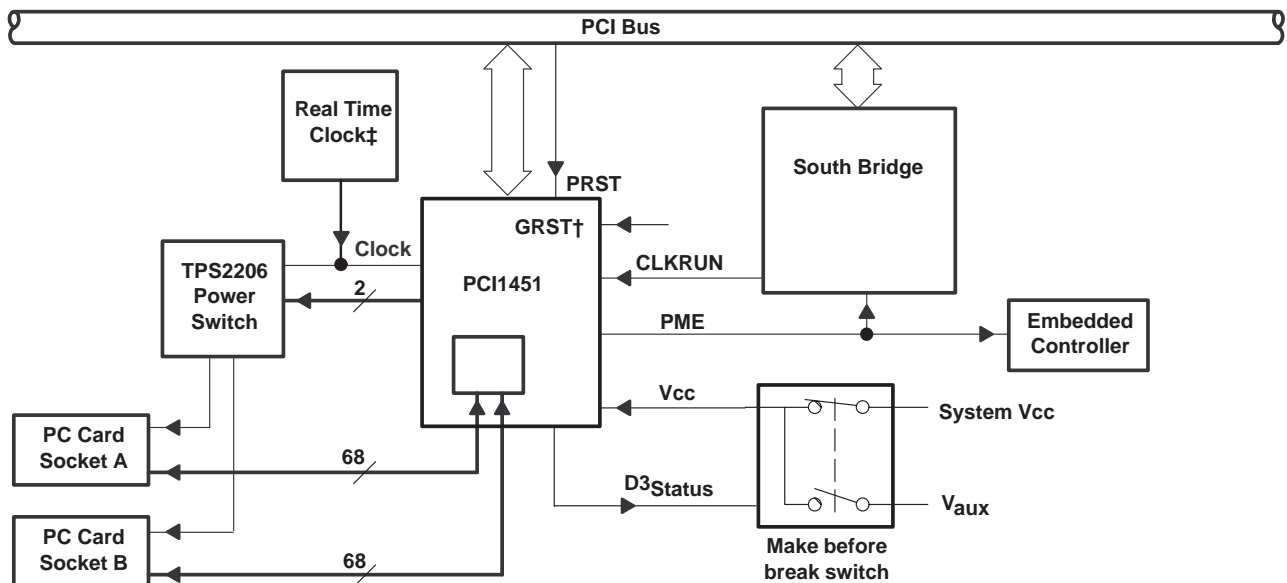 PCI Bus
Real Time
Clock‡
South Bridge
PRST
GRST†
Clock
CLKRUN
TPS2206
Power
Switch
2
PCI1451
PME
Embedded
Controller
Vcc
System Vcc
PC Card
Socket A
68
D3Status
Vaux
PC Card
Socket B
68
Make before
break switch